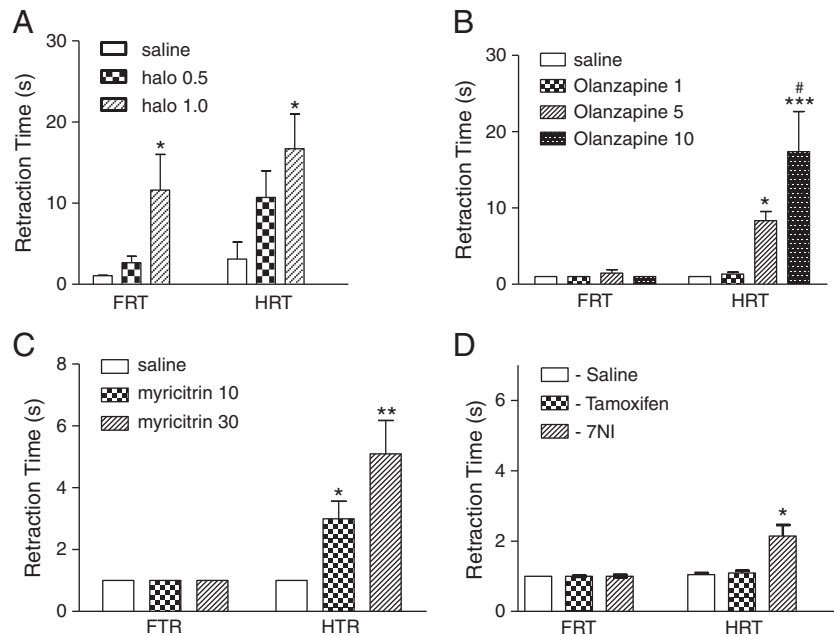 A
saline
halo 0.5
halo 1.0
Retraction Time (s)
30
20
10
0
*
*
FRT
HRT
B
saline
Olanzapine 1
Olanzapine 5
Olanzapine 10
Retraction Time (s)
30
20
10
0
*
#
***
FRT
HRT
C
saline
myricitrin 10
myricitrin 30
Retraction Time (s)
8
6
4
2
0
*
**
FTR
HTR
D
- Saline
- Tamoxifen
- 7NI
Retraction Time (s)
6
4
2
0
*
FRT
HRT